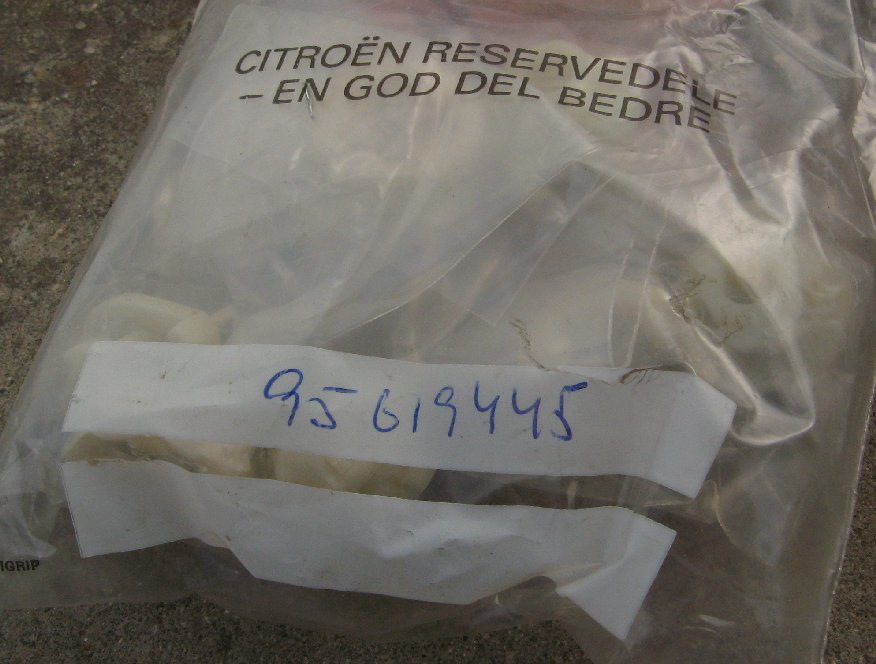 CITROËN RESERVEDELE
– EN GOD DEL BEDRE
95619445